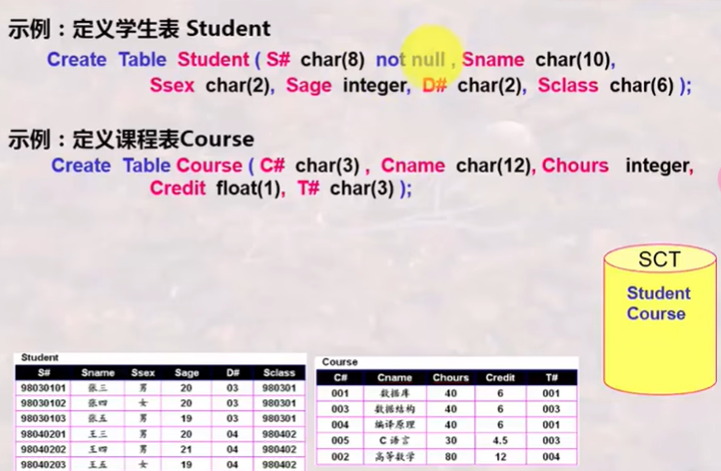 示例：定义学生表 Student
Create Table Student ( S# char(8) not null , Sname char(10),
Ssex char(2), Sage integer, D# char(2), Sclass char(6) );
示例：定义课程表Course
Create Table Course ( C# char(3) , Cname char(12), Chours integer,
Credit float(1), T# char(3) );
SCT
Student
Course
Student
S# Sname Ssex Sage D# Sclass
98030101 张三 男 20 03 980301
98030102 张四 女 20 03 980301
98030103 张五 男 19 03 980301
98040201 王三 男 20 04 980402
98040202 王四 男 21 04 980402
98040203 王五 女 19 04 980402
Course
C# Cname Chours Credit T#
001 数据库 40 6 001
003 数据结构 40 6 003
004 编译原理 40 6 001
005 C语言 30 4.5 003
002 高等数学 80 12 004